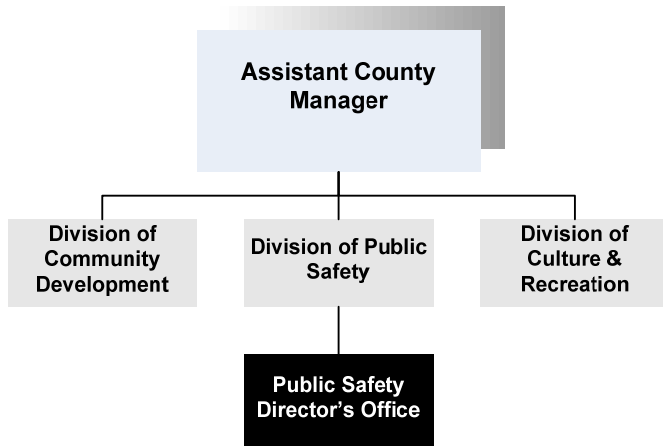 Assistant County
Manager
Division of
Community
Development
Division of Public
Safety
Division of
Culture &
Recreation
Public Safety
Director’s Office